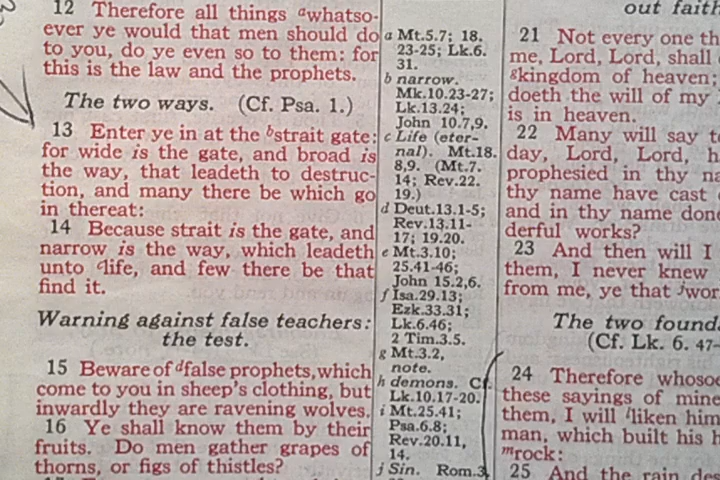 12 Therefore all things awhatso-
ever ye would that men should do
to you, do ye even so to them: for
this is the law and the prophets.
The two ways. (Cf. Psa. 1.)
13 Enter ye in at the bstrait gate:
for wide is the gate, and broad is
the way, that leadeth to destruc-
tion, and many there be which go
in thereat:
14 Because strait is the gate, and
narrow is the way, which leadeth
unto clife, and few there be that
find it.
Warning against false teachers:
the test.
15 Beware of dfalse prophets, which
come to you in sheep's clothing, but
inwardly they are ravening wolves.
16 Ye shall know them by their
fruits. Do men gather grapes of
thorns, or figs of thistles?
a Mt.5.7; 18.
23-25; Lk.6.
31.
b narrow.
Mk.10.23-27;
Lk.13.24;
John 10.7,9.
c Life (eter-
nal). Mt.18.
8,9. (Mt.7.
14; Rev.22.
19.)
d Deut.13.1-5;
Rev.13.11-
17; 19.20.
e Mt.3.10;
25.41-46;
John 15.2,6.
f Isa.29.13;
Ezk.33.31;
Lk.6.46;
2 Tim.3.5.
g Mt.3.2,
note.
h demons. Cf.
Lk.10.17-20.
i Mt.25.41;
Psa.6.8;
Rev.20.11,
14.
j Sin. Rom.3
out faith
21 Not every one th
me, Lord, Lord, shall
gkingdom of heaven;
doeth the will of my
is in heaven.
22 Many will say t
day, Lord, Lord, h
prophesied in thy na
thy name have cast
and in thy name done
derful works?
23 And then will I
them, I never knew
from me, ye that jwor
The two found
(Cf. Lk. 6. 47-
24 Therefore whoso
these sayings of mine
them, I will lliken him
man, which built his h
mrock:
25 And the rain des